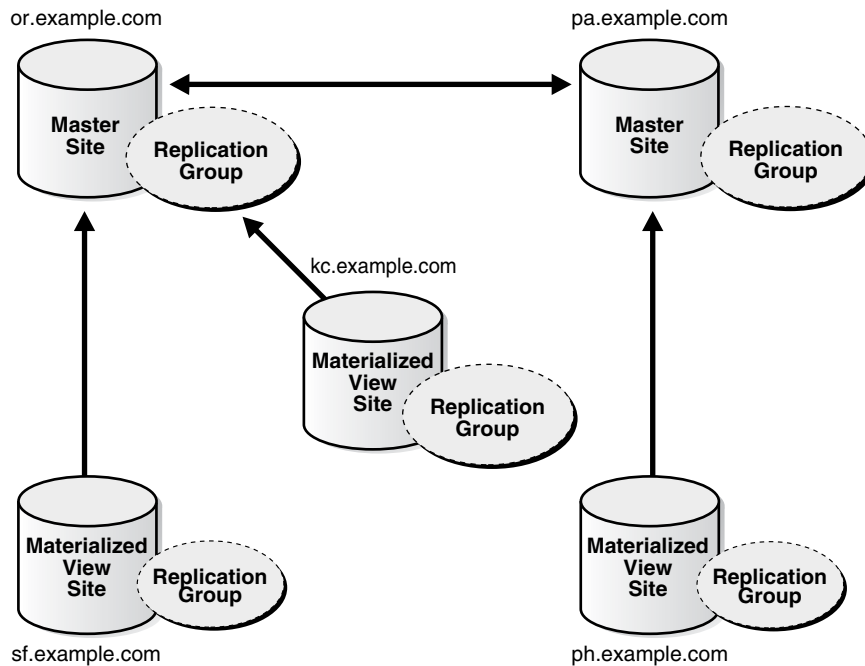 or.example.com
pa.example.com
Master
Site
Replication
Group
Master
Site
Replication
Group
kc.example.com
Materialized
View
Site
Replication
Group
Materialized
View
Site
Replication
Group
Materialized
View
Site
Replication
Group
sf.example.com
ph.example.com